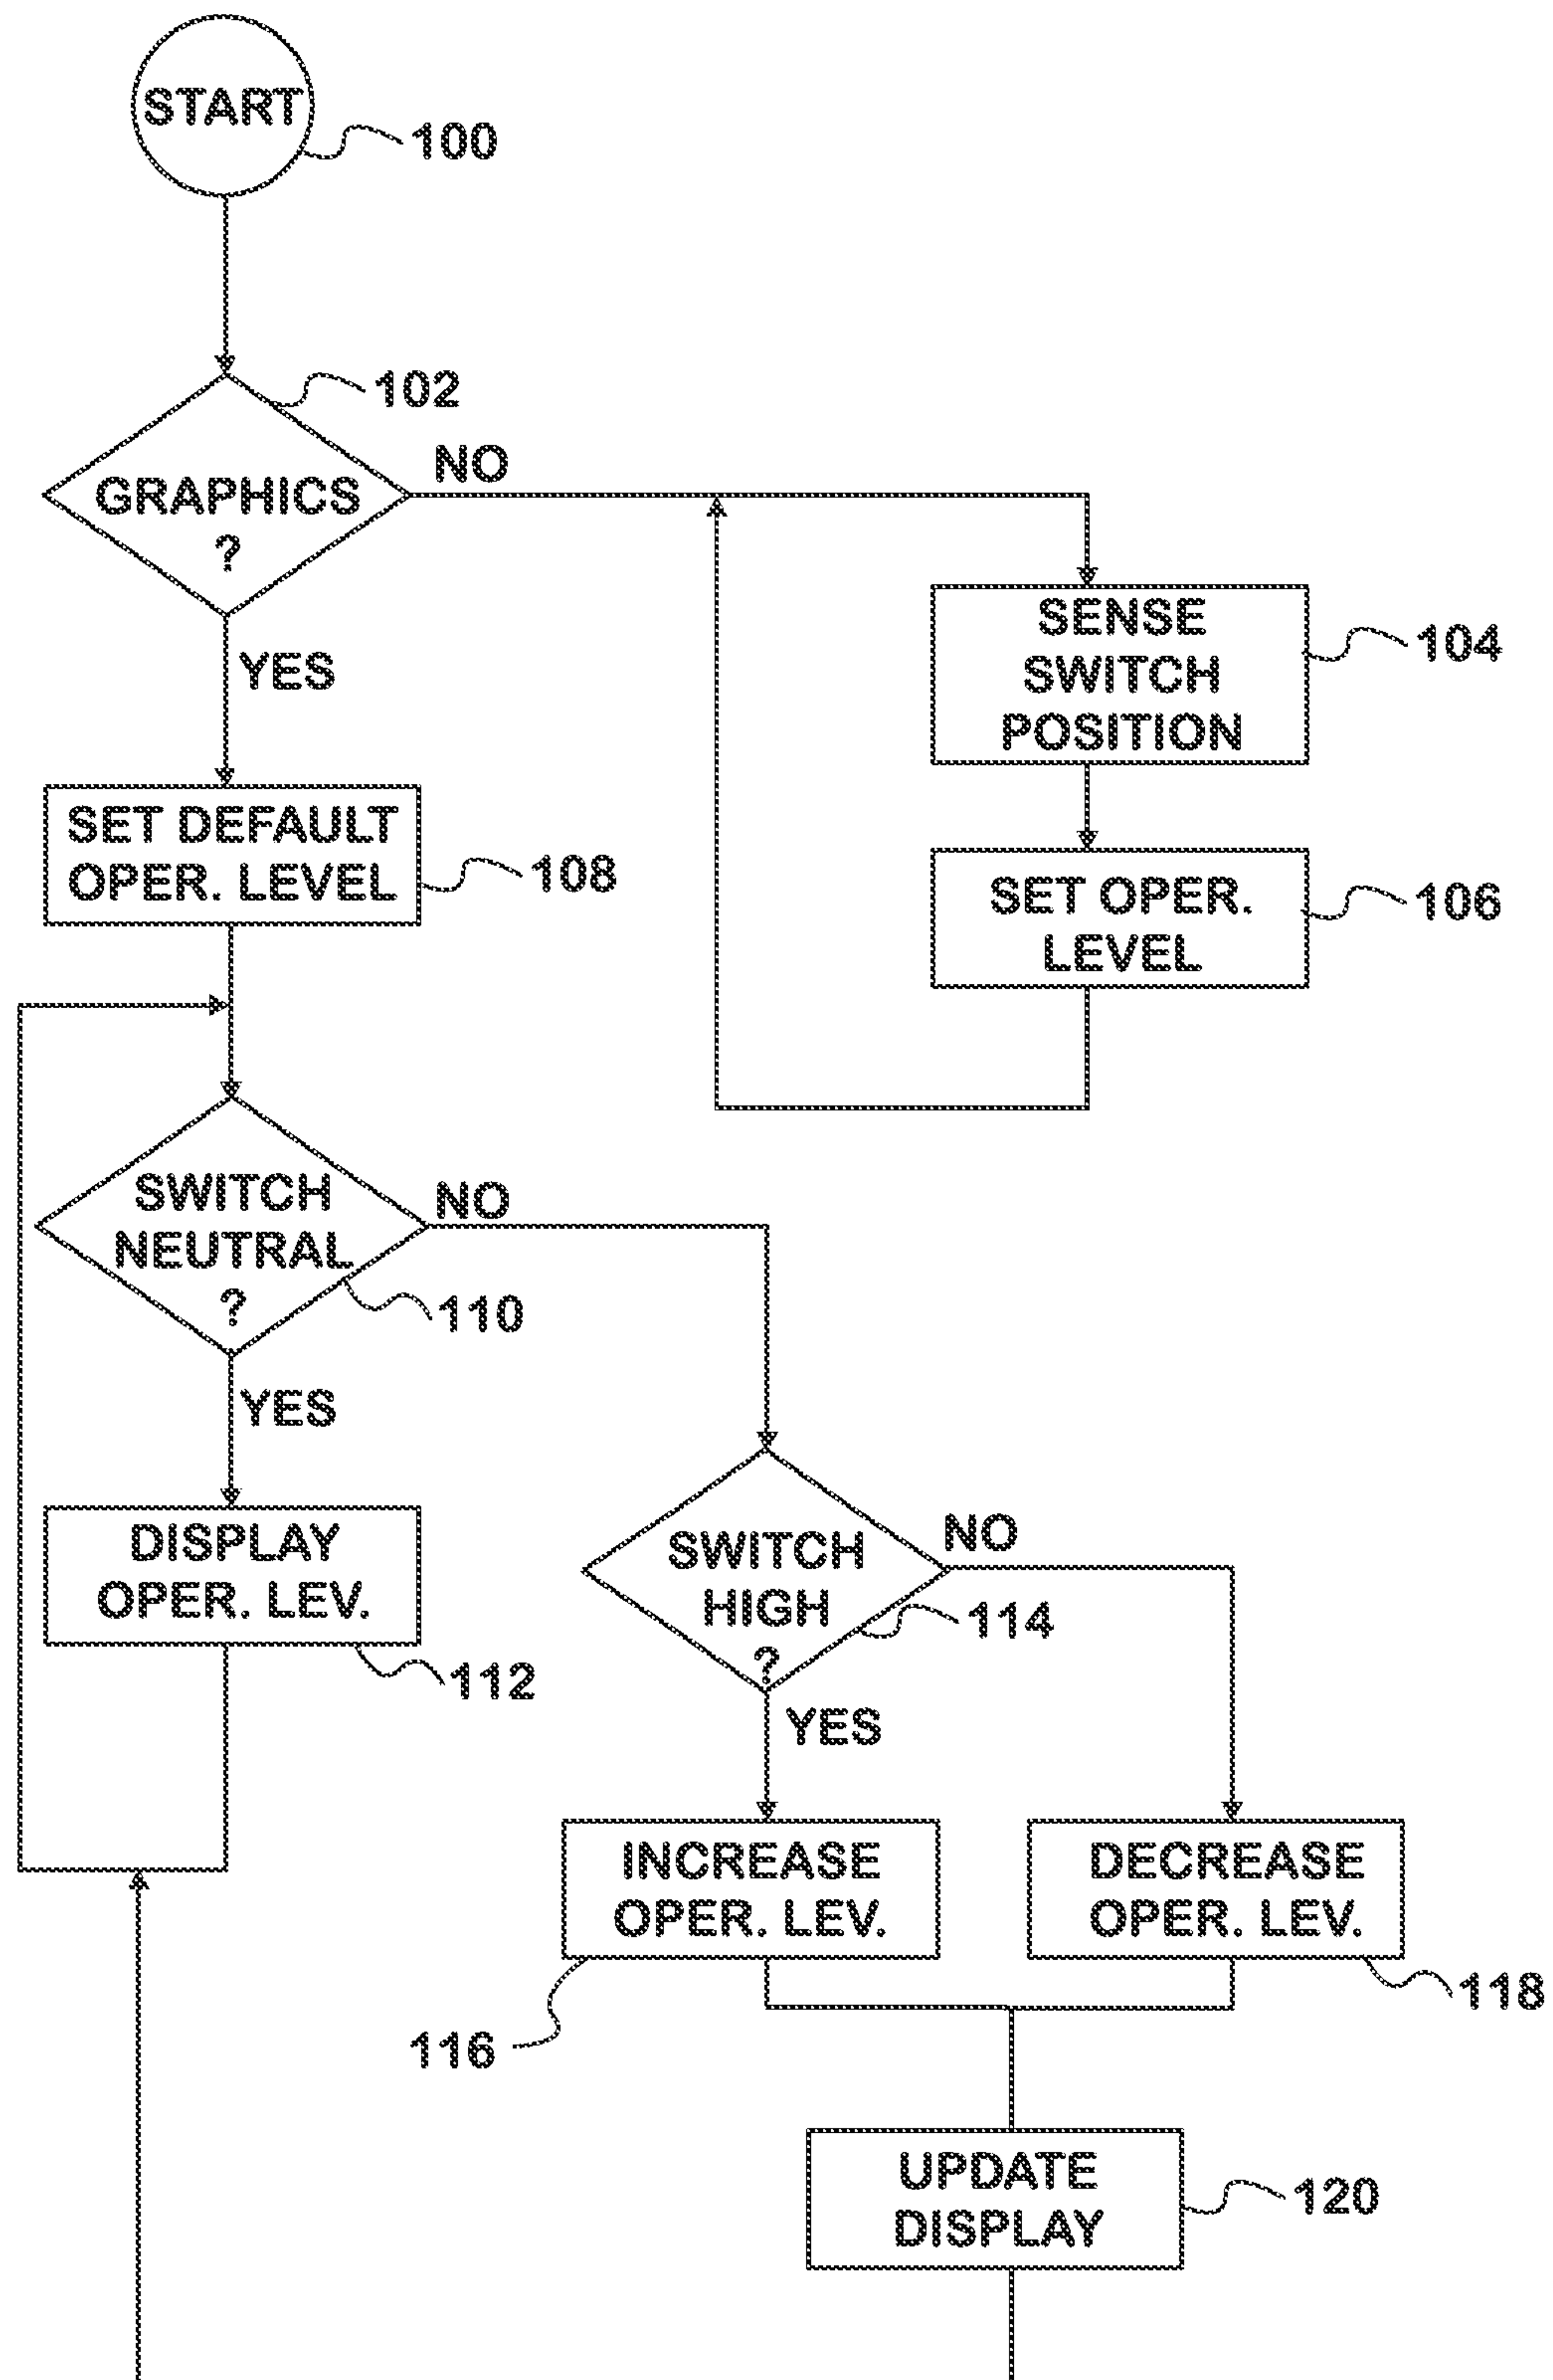 START
100
102
GRAPHICS
?
NO
YES
SENSE
SWITCH
POSITION
104
SET DEFAULT
OPER. LEVEL
108
SET OPER.
LEVEL
106
SWITCH
NEUTRAL
?
NO
110
YES
DISPLAY
OPER. LEV.
112
SWITCH
HIGH
?
NO
114
YES
INCREASE
OPER. LEV.
116
DECREASE
OPER. LEV.
118
UPDATE
DISPLAY
120